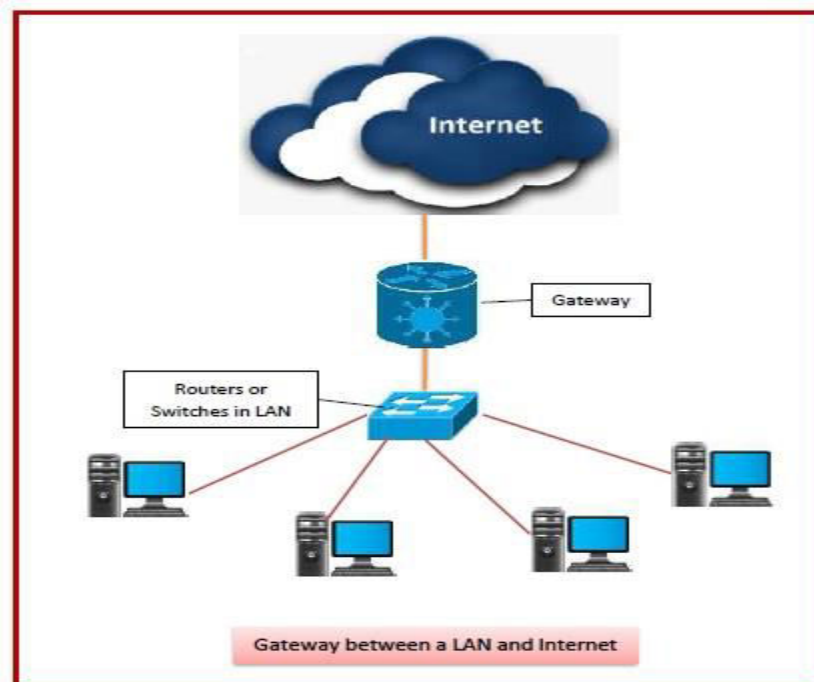 Internet
Gateway
Routers or
Switches in LAN
Gateway between a LAN and Internet